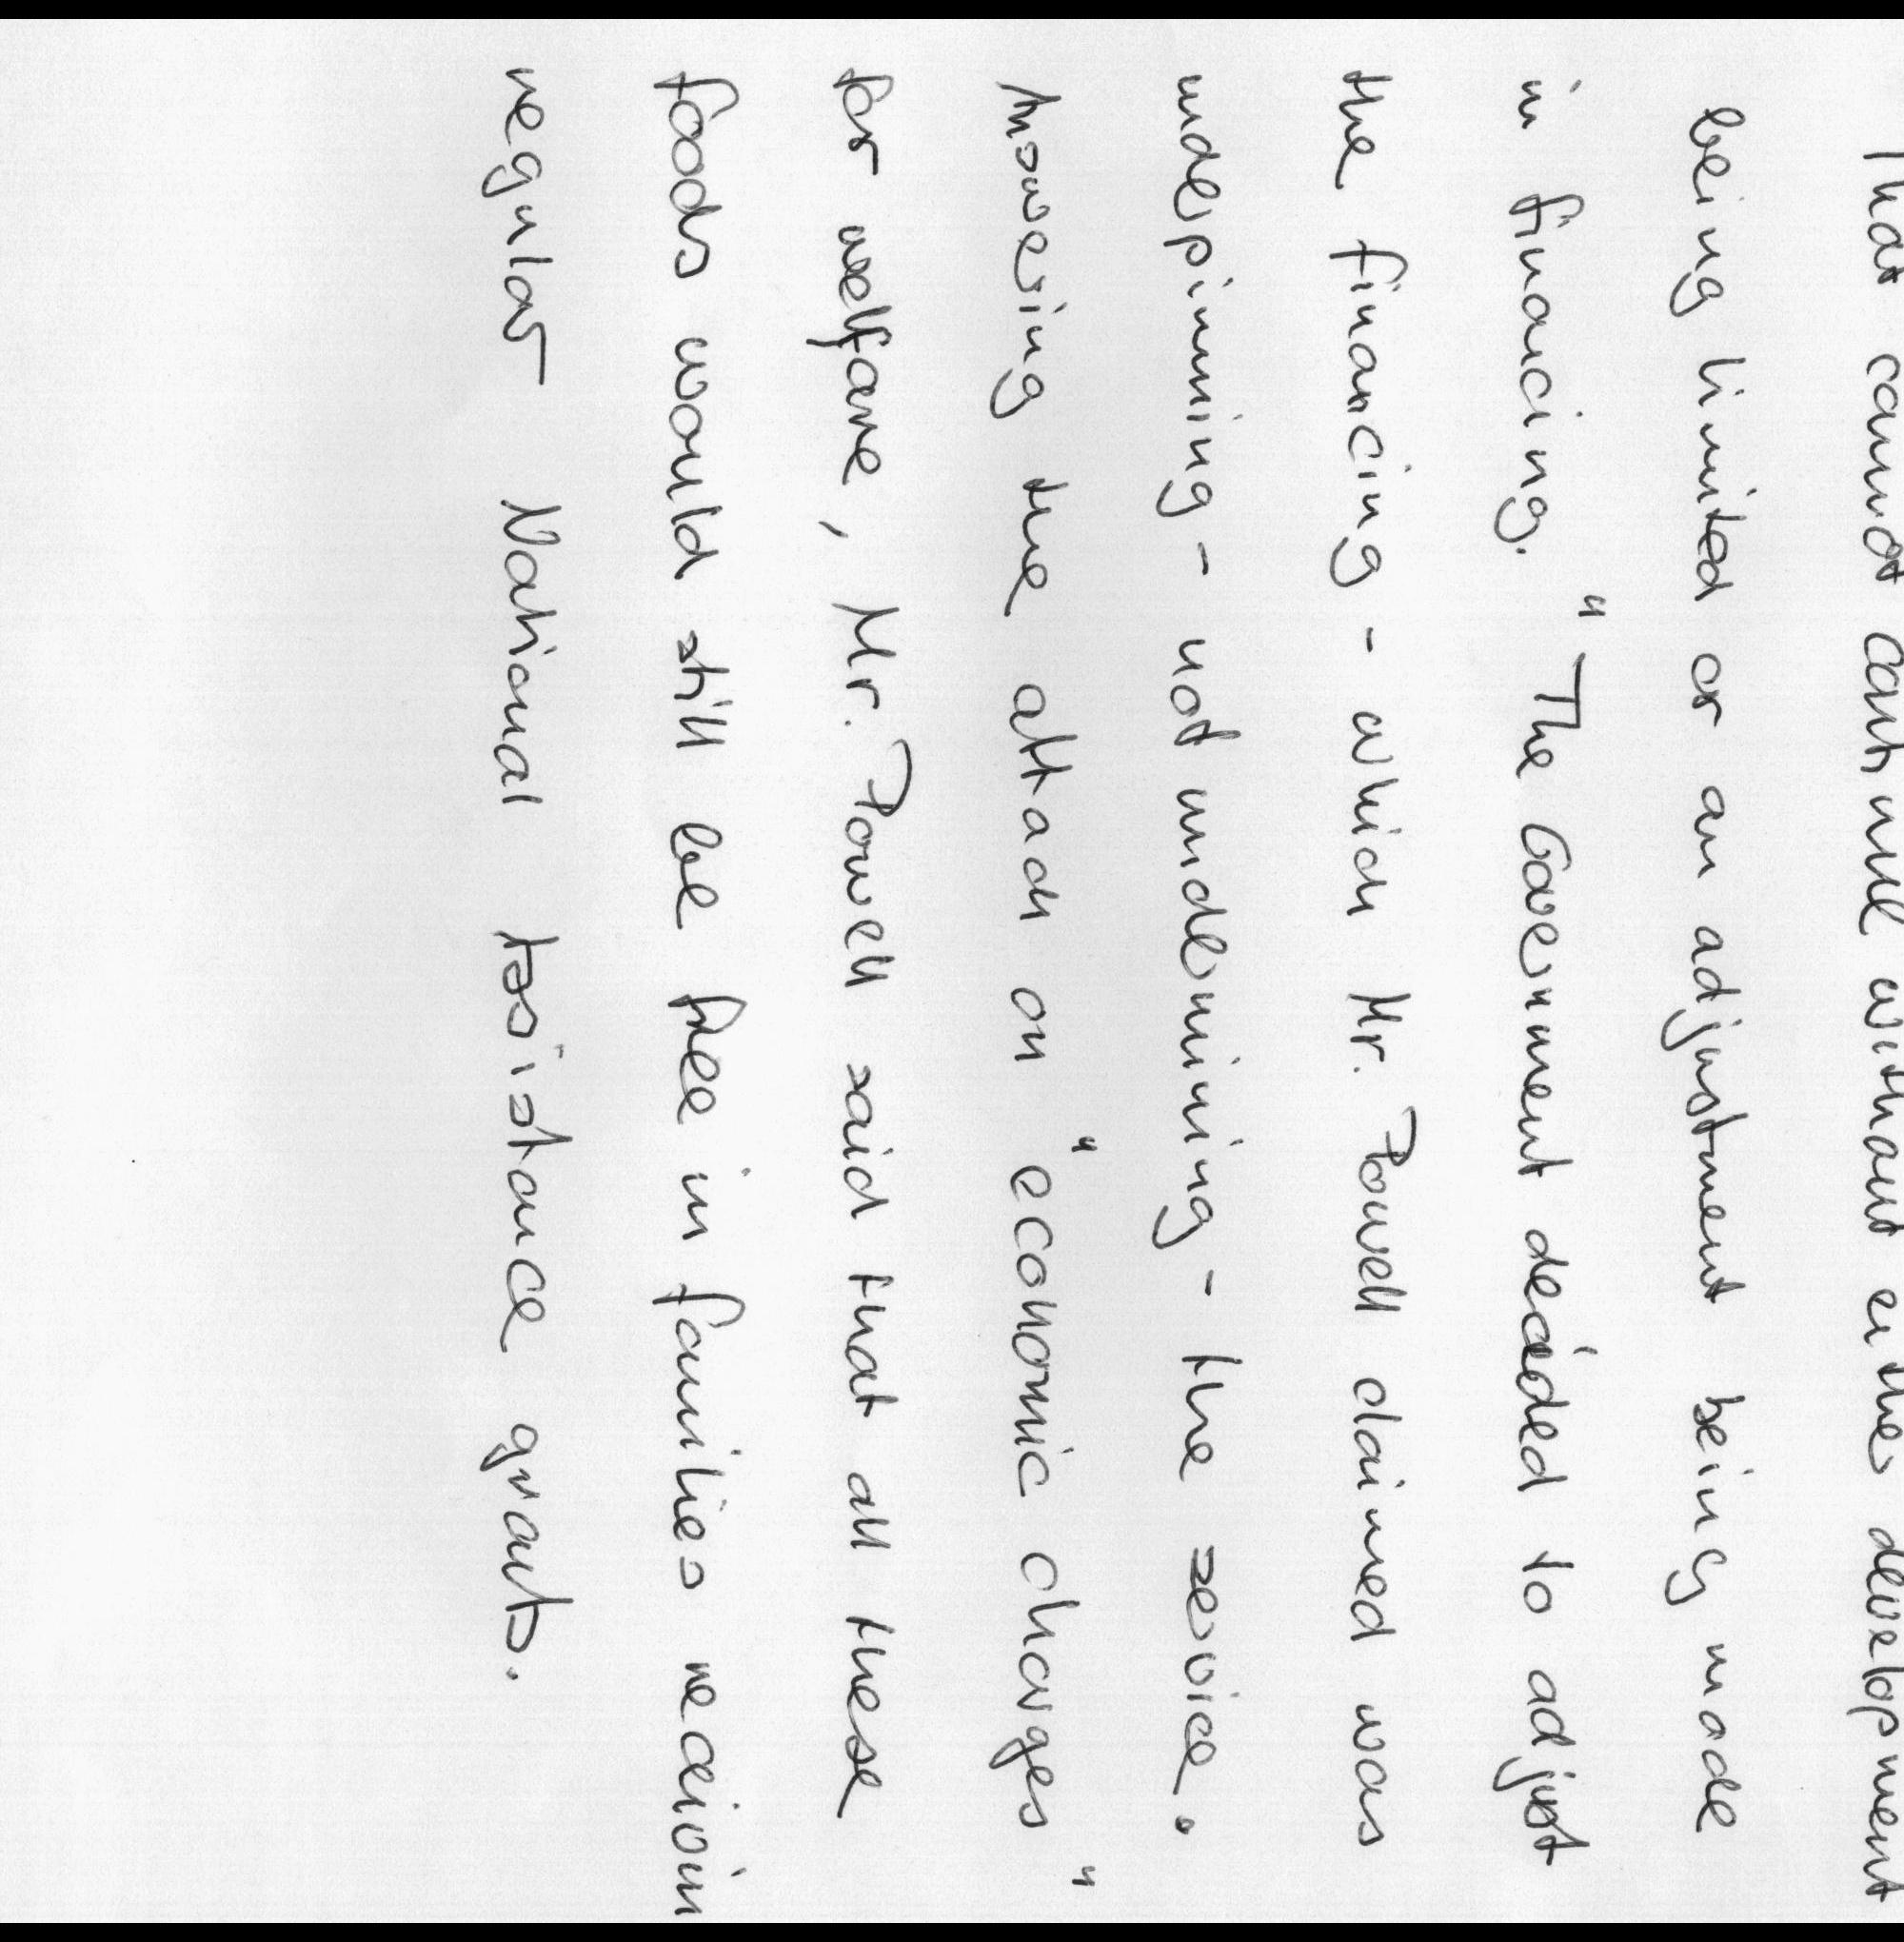 That cannot continue without either development
being limited or an adjustment being made
in financing. "The Government decided to adjust
the financing - which Mr. Powell claimed was
underpinning - not undermining - the service.
Answering the attack on "economic charges"
for welfare, Mr. Powell said that all these
foods would still be free in families receivin
regular National Assistance grants.